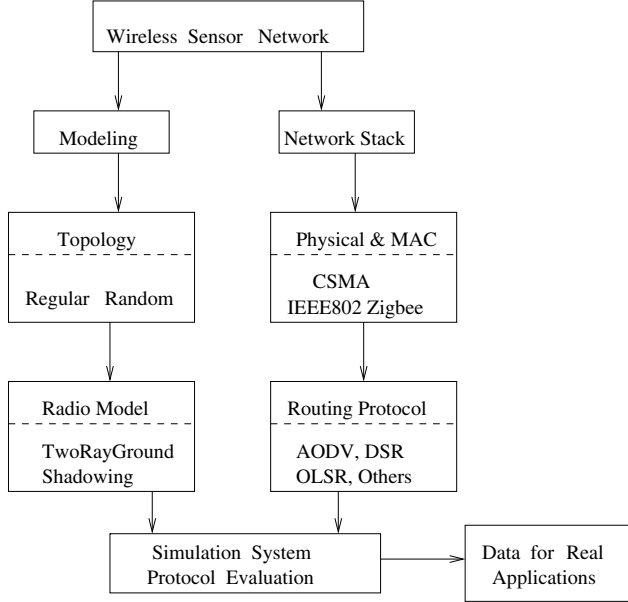 Wireless Sensor Network
Modeling
Network Stack
Topology
Regular Random
Physical & MAC
CSMA
IEEE802 Zigbee
Radio Model
TwoRayGround
Shadowing
Routing Protocol
AODV, DSR
OLSR, Others
Simulation System
Protocol Evaluation
Data for Real
Applications